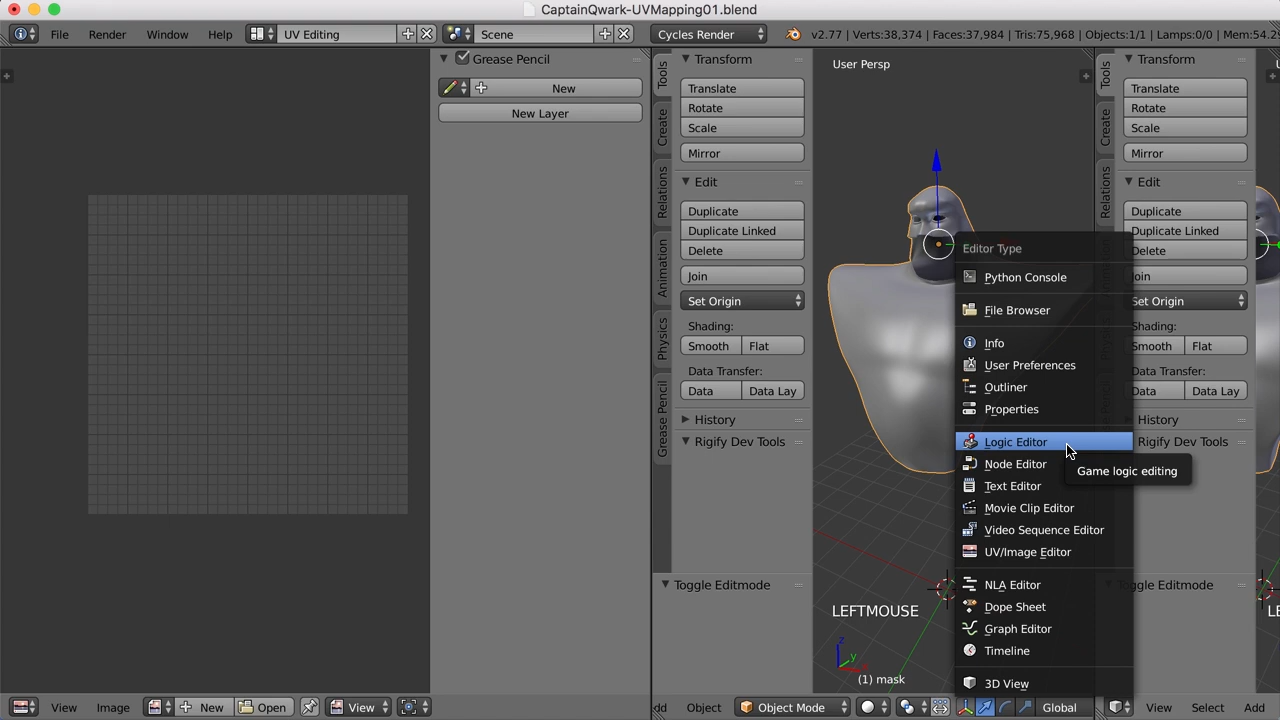 CaptainQwark-UVMapping01.blend
File Render Window Help UV Editing Scene Cycles Render v2.77 | Verts:38,374 | Faces:37,984 | Tris:75,968 | Objects:1/1 | Lamps:0/0 | Mem:54.2
Grease Pencil
New
New Layer
Tools
Create
Relations
Animation
Physics
Grease Pencil
Transform
Translate
Rotate
Scale
Mirror
Edit
Duplicate
Duplicate Linked
Delete
Join
Set Origin
Shading:
Smooth Flat
Data Transfer:
Data Data Lay
History
Rigify Dev Tools
Toggle Editmode
User Persp
LEFTMOUSE
z
y
(1) mask
Editor Type
Python Console
File Browser
Info
User Preferences
Outliner
Properties
Logic Editor
Node Editor
Text Editor
Movie Clip Editor
Video Sequence Editor
UV/Image Editor
NLA Editor
Dope Sheet
Graph Editor
Timeline
3D View
Game logic editing
Tools
Create
Relations
Transform
Translate
Rotate
Scale
Mirror
Edit
Duplicate
Duplicate Linked
Delete
Join
Set Origin
Shading:
Smooth Flat
Data Transfer:
Data Data Lay
History
Rigify Dev Tools
Toggle Editmode
U
LE
View Image New Open View
dd Object Object Mode Global
View Select Add